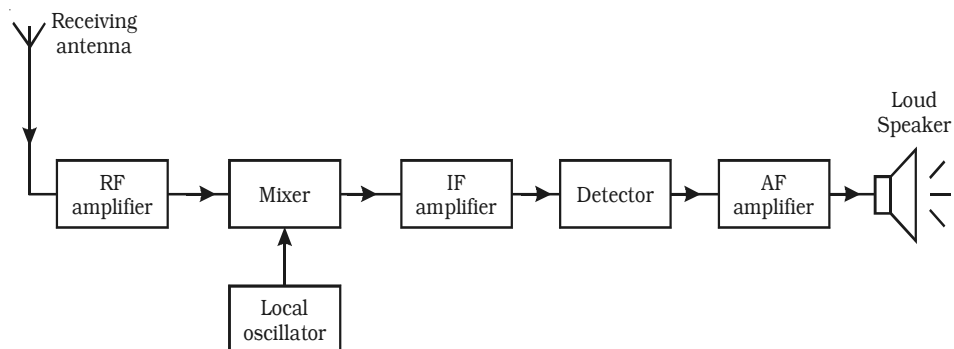 Receiving
antenna
Loud
Speaker
RF
amplifier
Mixer
IF
amplifier
Detector
AF
amplifier
Local
oscillator